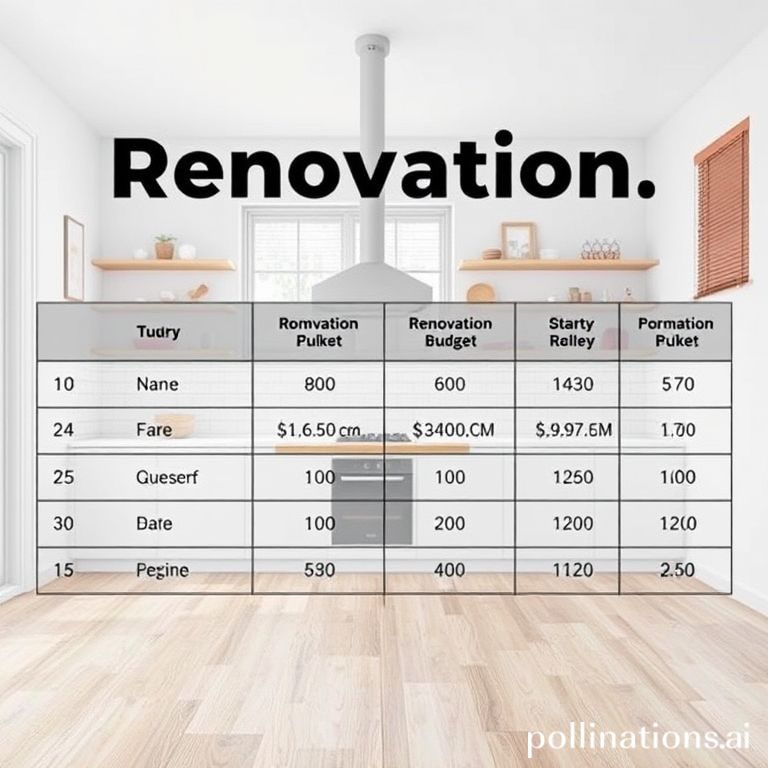 Renovation.
Tudry Romvation Pulket Renovation Budget Starty Ralley Pormation Puket
10 Nane 800 600 1430 570
24 Fare $1,6.50 cm $3400.CM $,9,97.6M 1.70
25 Gueserf 100 100 1250 1100
30 Date 100 200 1200 1200
15 Pegine 530 400 1120 2.50
pollinations.ai